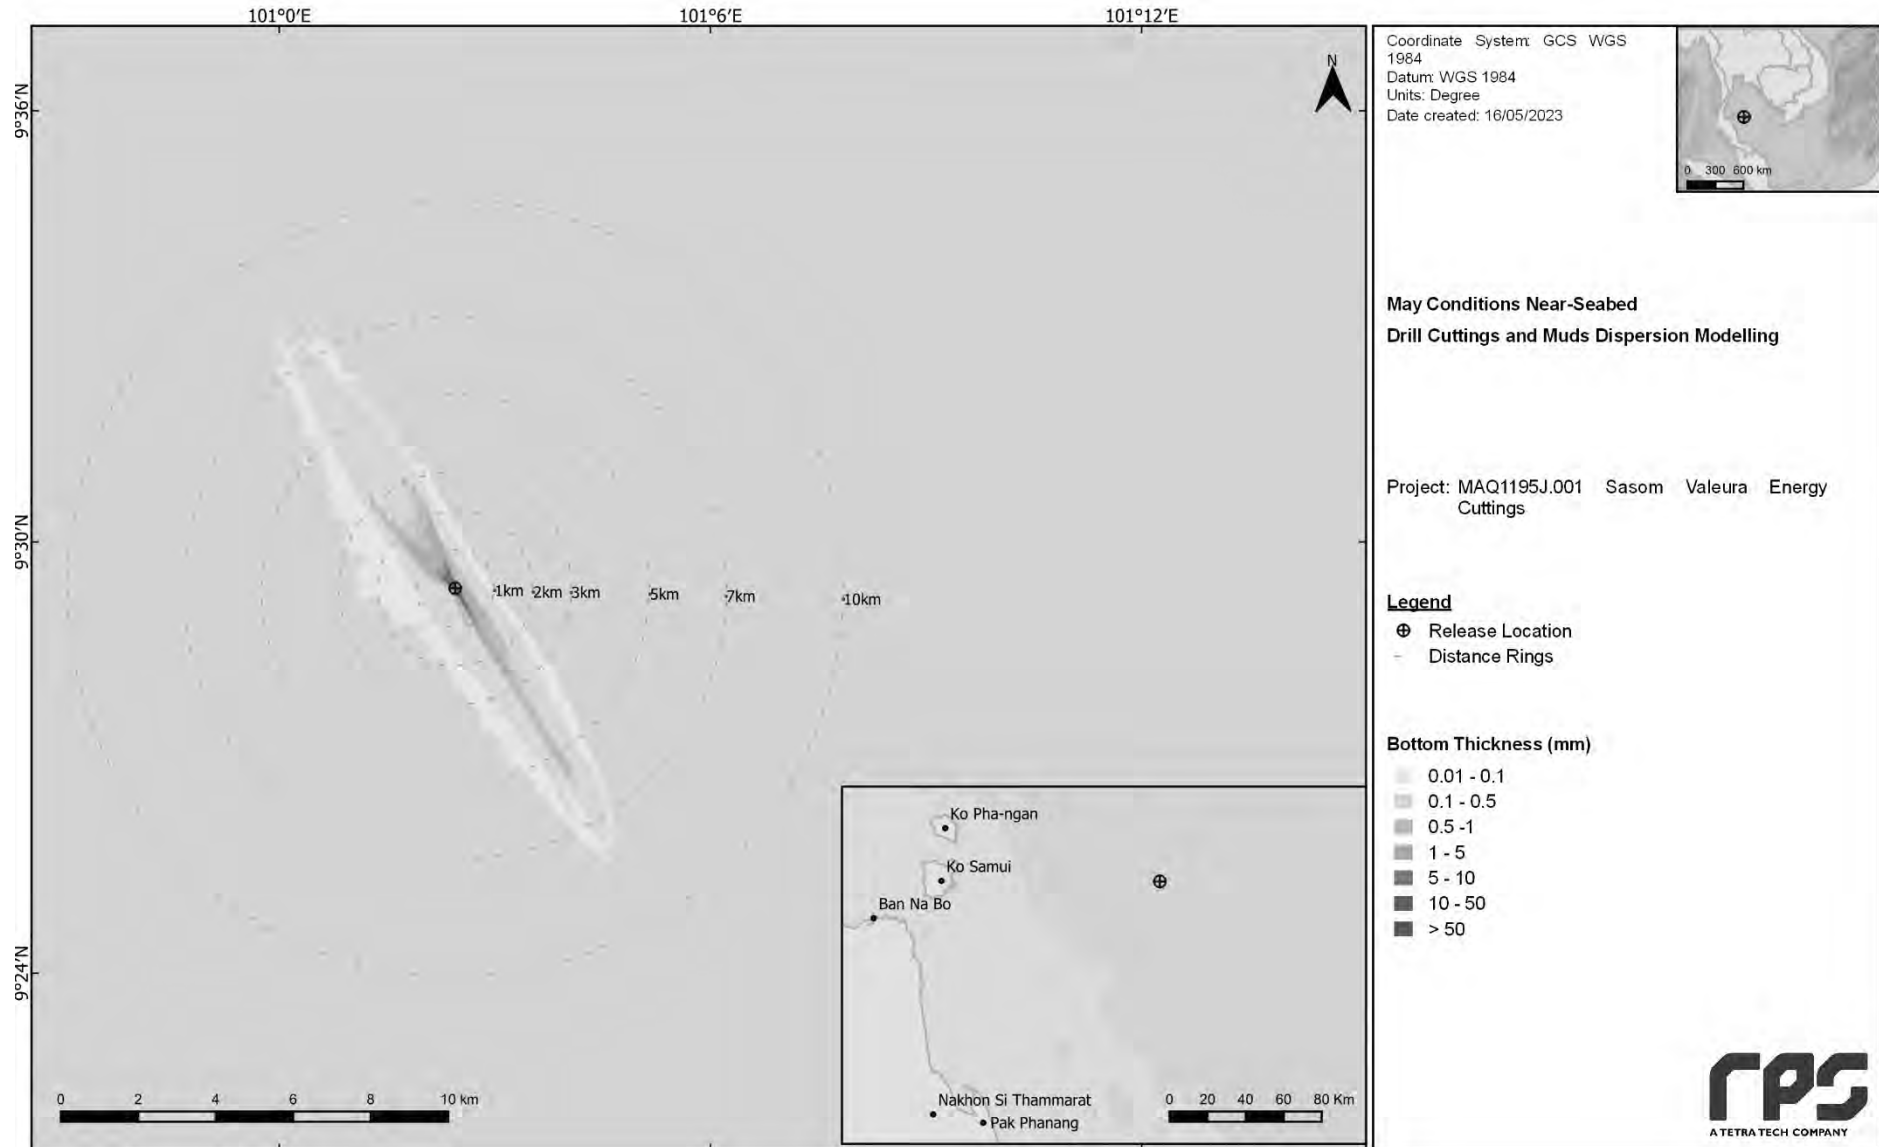 101°0'E
101°6'E
101°12'E
9°36'N
9°30'N
9°24'N
N
1km
2km
3km
5km
7km
10km
0 2 4 6 8 10 km
Ko Pha-ngan
Ko Samui
Ban Na Bo
Nakhon Si Thammarat
Pak Phanang
0 20 40 60 80 Km
Coordinate System: GCS WGS
1984
Datum: WGS 1984
Units: Degree
Date created: 16/05/2023
0 300 600 km
May Conditions Near-Seabed
Drill Cuttings and Muds Dispersion Modelling
Project: MAQ1195J.001 Sasom Valeura Energy
Cuttings
Legend
Release Location
Distance Rings
Bottom Thickness (mm)
0.01 - 0.1
0.1 - 0.5
0.5 -1
1 - 5
5 - 10
10 - 50
> 50
rps
A TETRA TECH COMPANY